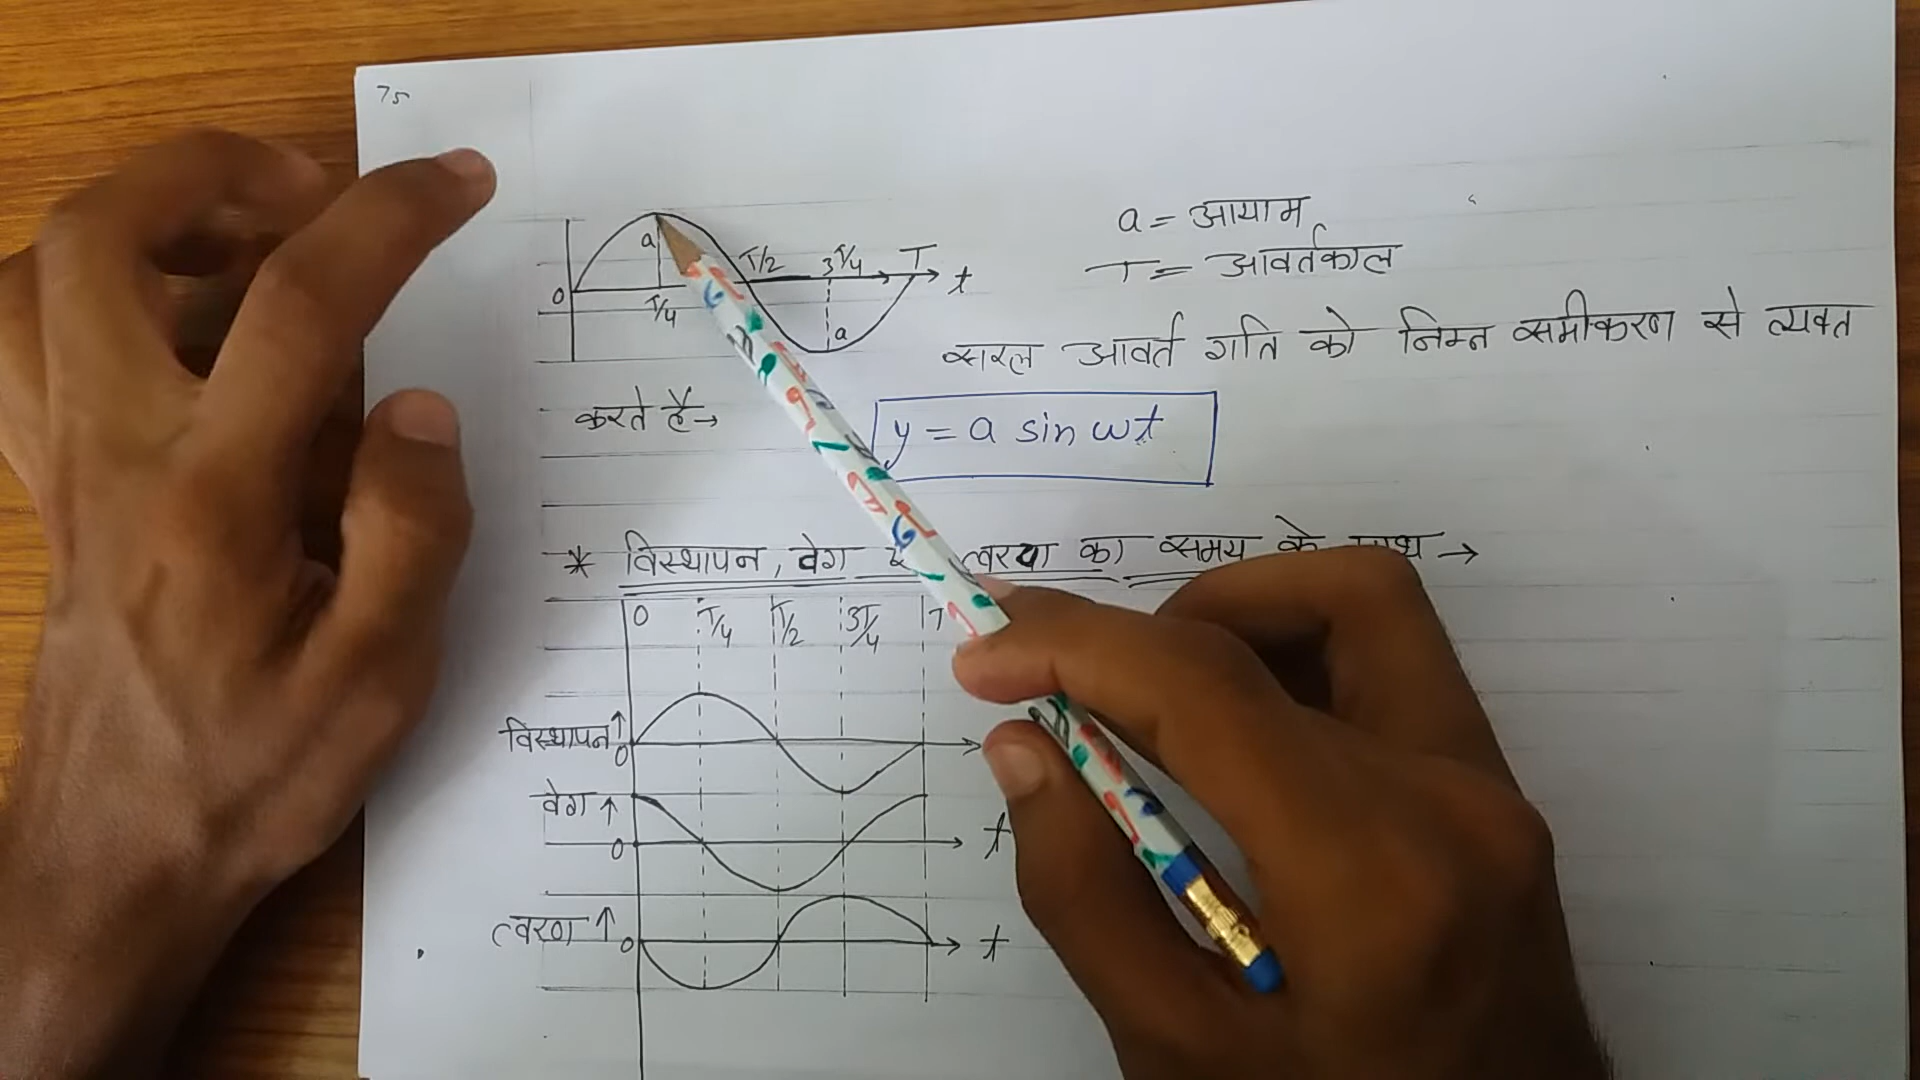 75
a = आयाम
T = आवर्तकाल
a
T/2
3T/4
T
t
0
T/4
a
सरल आवर्त गति को निम्न समीकरण से व्यक्त
करते है→
y = a sin ωt
* विस्थापन, वेग त्वरण का समय के साथ →
0 T/4 T/2 3T/4 T
विस्थापन ↑
0
वेग ↑
0 t
त्वरण ↑
0 t